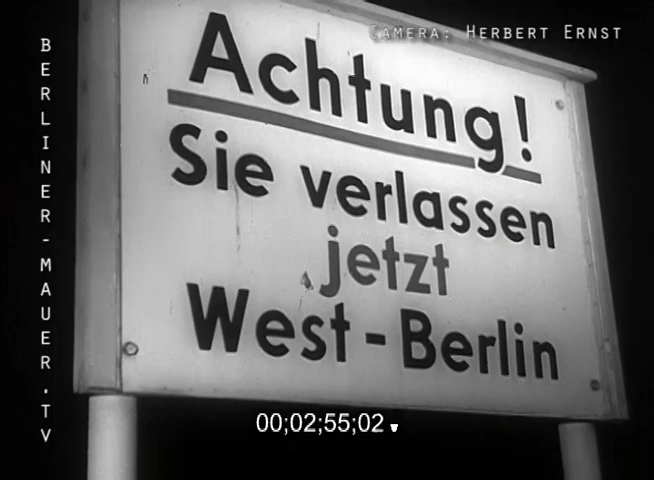 CAMERA: HERBERT ERNST
BERLINER-MAUER.TV
Achtung!
Sie verlassen
jetzt
West-Berlin
00;02;55;02